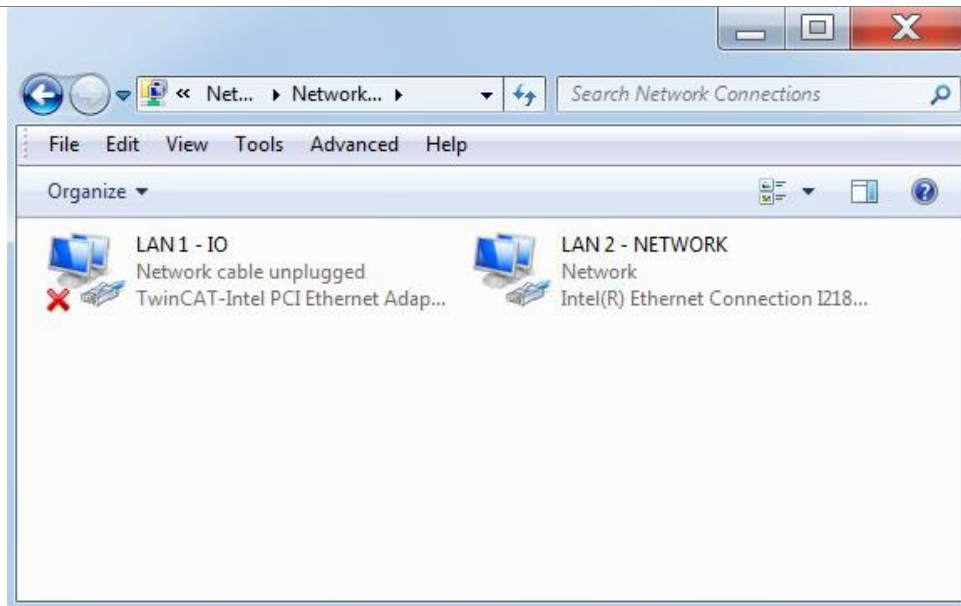 « Net... Network...
Search Network Connections
File Edit View Tools Advanced Help
Organize
LAN 1 - IO
Network cable unplugged
TwinCAT-Intel PCI Ethernet Adap...
LAN 2 - NETWORK
Network
Intel(R) Ethernet Connection I218...